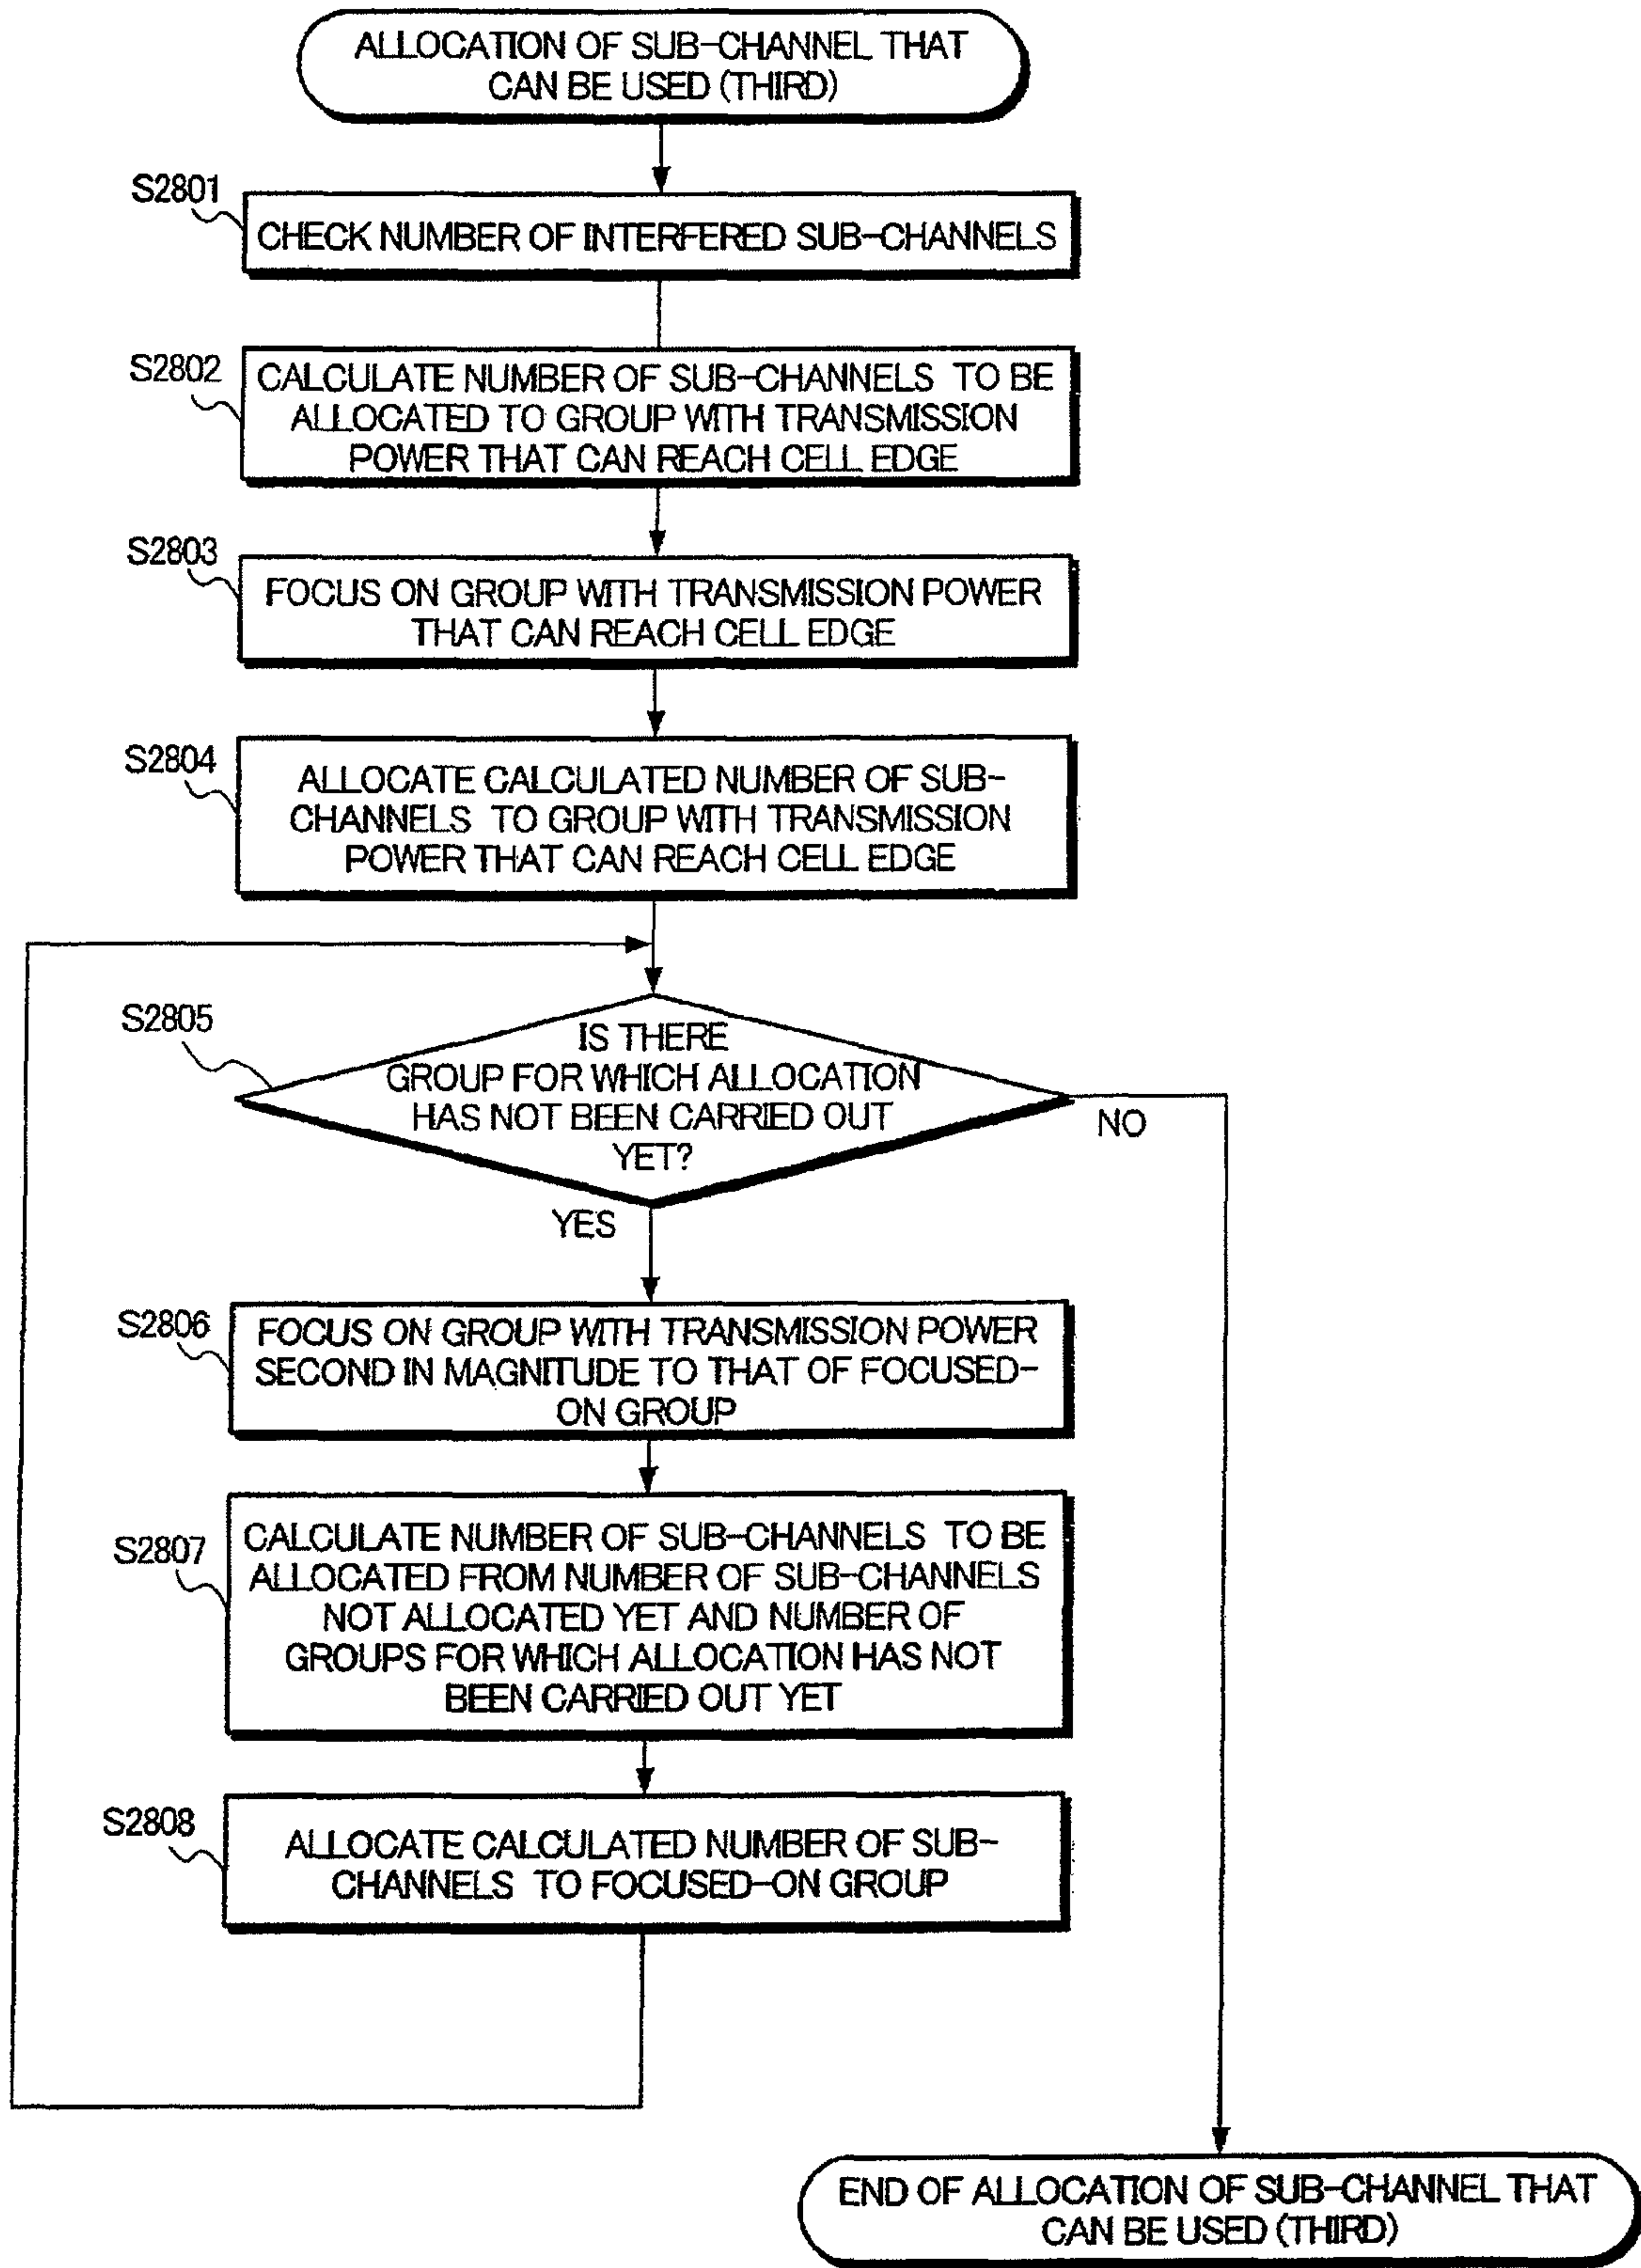 ALLOCATION OF SUB-CHANNEL THAT
CAN BE USED (THIRD)
S2801
CHECK NUMBER OF INTERFERED SUB-CHANNELS
S2802
CALCULATE NUMBER OF SUB-CHANNELS TO BE
ALLOCATED TO GROUP WITH TRANSMISSION
POWER THAT CAN REACH CELL EDGE
S2803
FOCUS ON GROUP WITH TRANSMISSION POWER
THAT CAN REACH CELL EDGE
S2804
ALLOCATE CALCULATED NUMBER OF SUB-
CHANNELS TO GROUP WITH TRANSMISSION
POWER THAT CAN REACH CELL EDGE
S2805
IS THERE
GROUP FOR WHICH ALLOCATION
HAS NOT BEEN CARRIED OUT
YET?
NO
YES
S2806
FOCUS ON GROUP WITH TRANSMISSION POWER
SECOND IN MAGNITUDE TO THAT OF FOCUSED-
ON GROUP
S2807
CALCULATE NUMBER OF SUB-CHANNELS TO BE
ALLOCATED FROM NUMBER OF SUB-CHANNELS
NOT ALLOCATED YET AND NUMBER OF
GROUPS FOR WHICH ALLOCATION HAS NOT
BEEN CARRIED OUT YET
S2808
ALLOCATE CALCULATED NUMBER OF SUB-
CHANNELS TO FOCUSED-ON GROUP
END OF ALLOCATION OF SUB-CHANNEL THAT
CAN BE USED (THIRD)